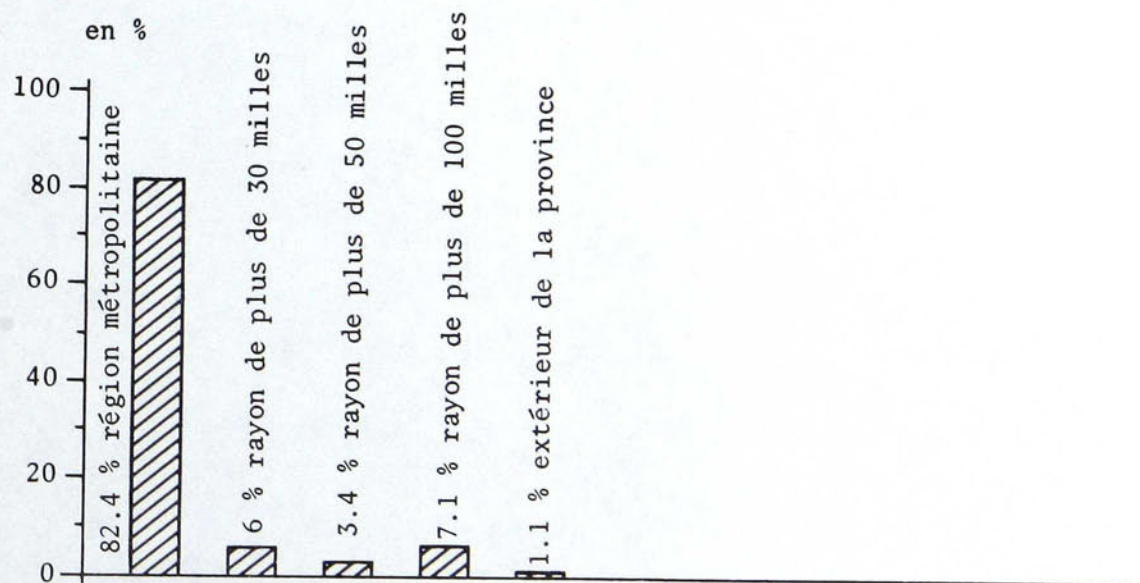 en %
100
80
60
40
20
0
82.4 % région métropolitaine
6 % rayon de plus de 30 milles
3.4 % rayon de plus de 50 milles
7.1 % rayon de plus de 100 milles
1.1 % extérieur de la province